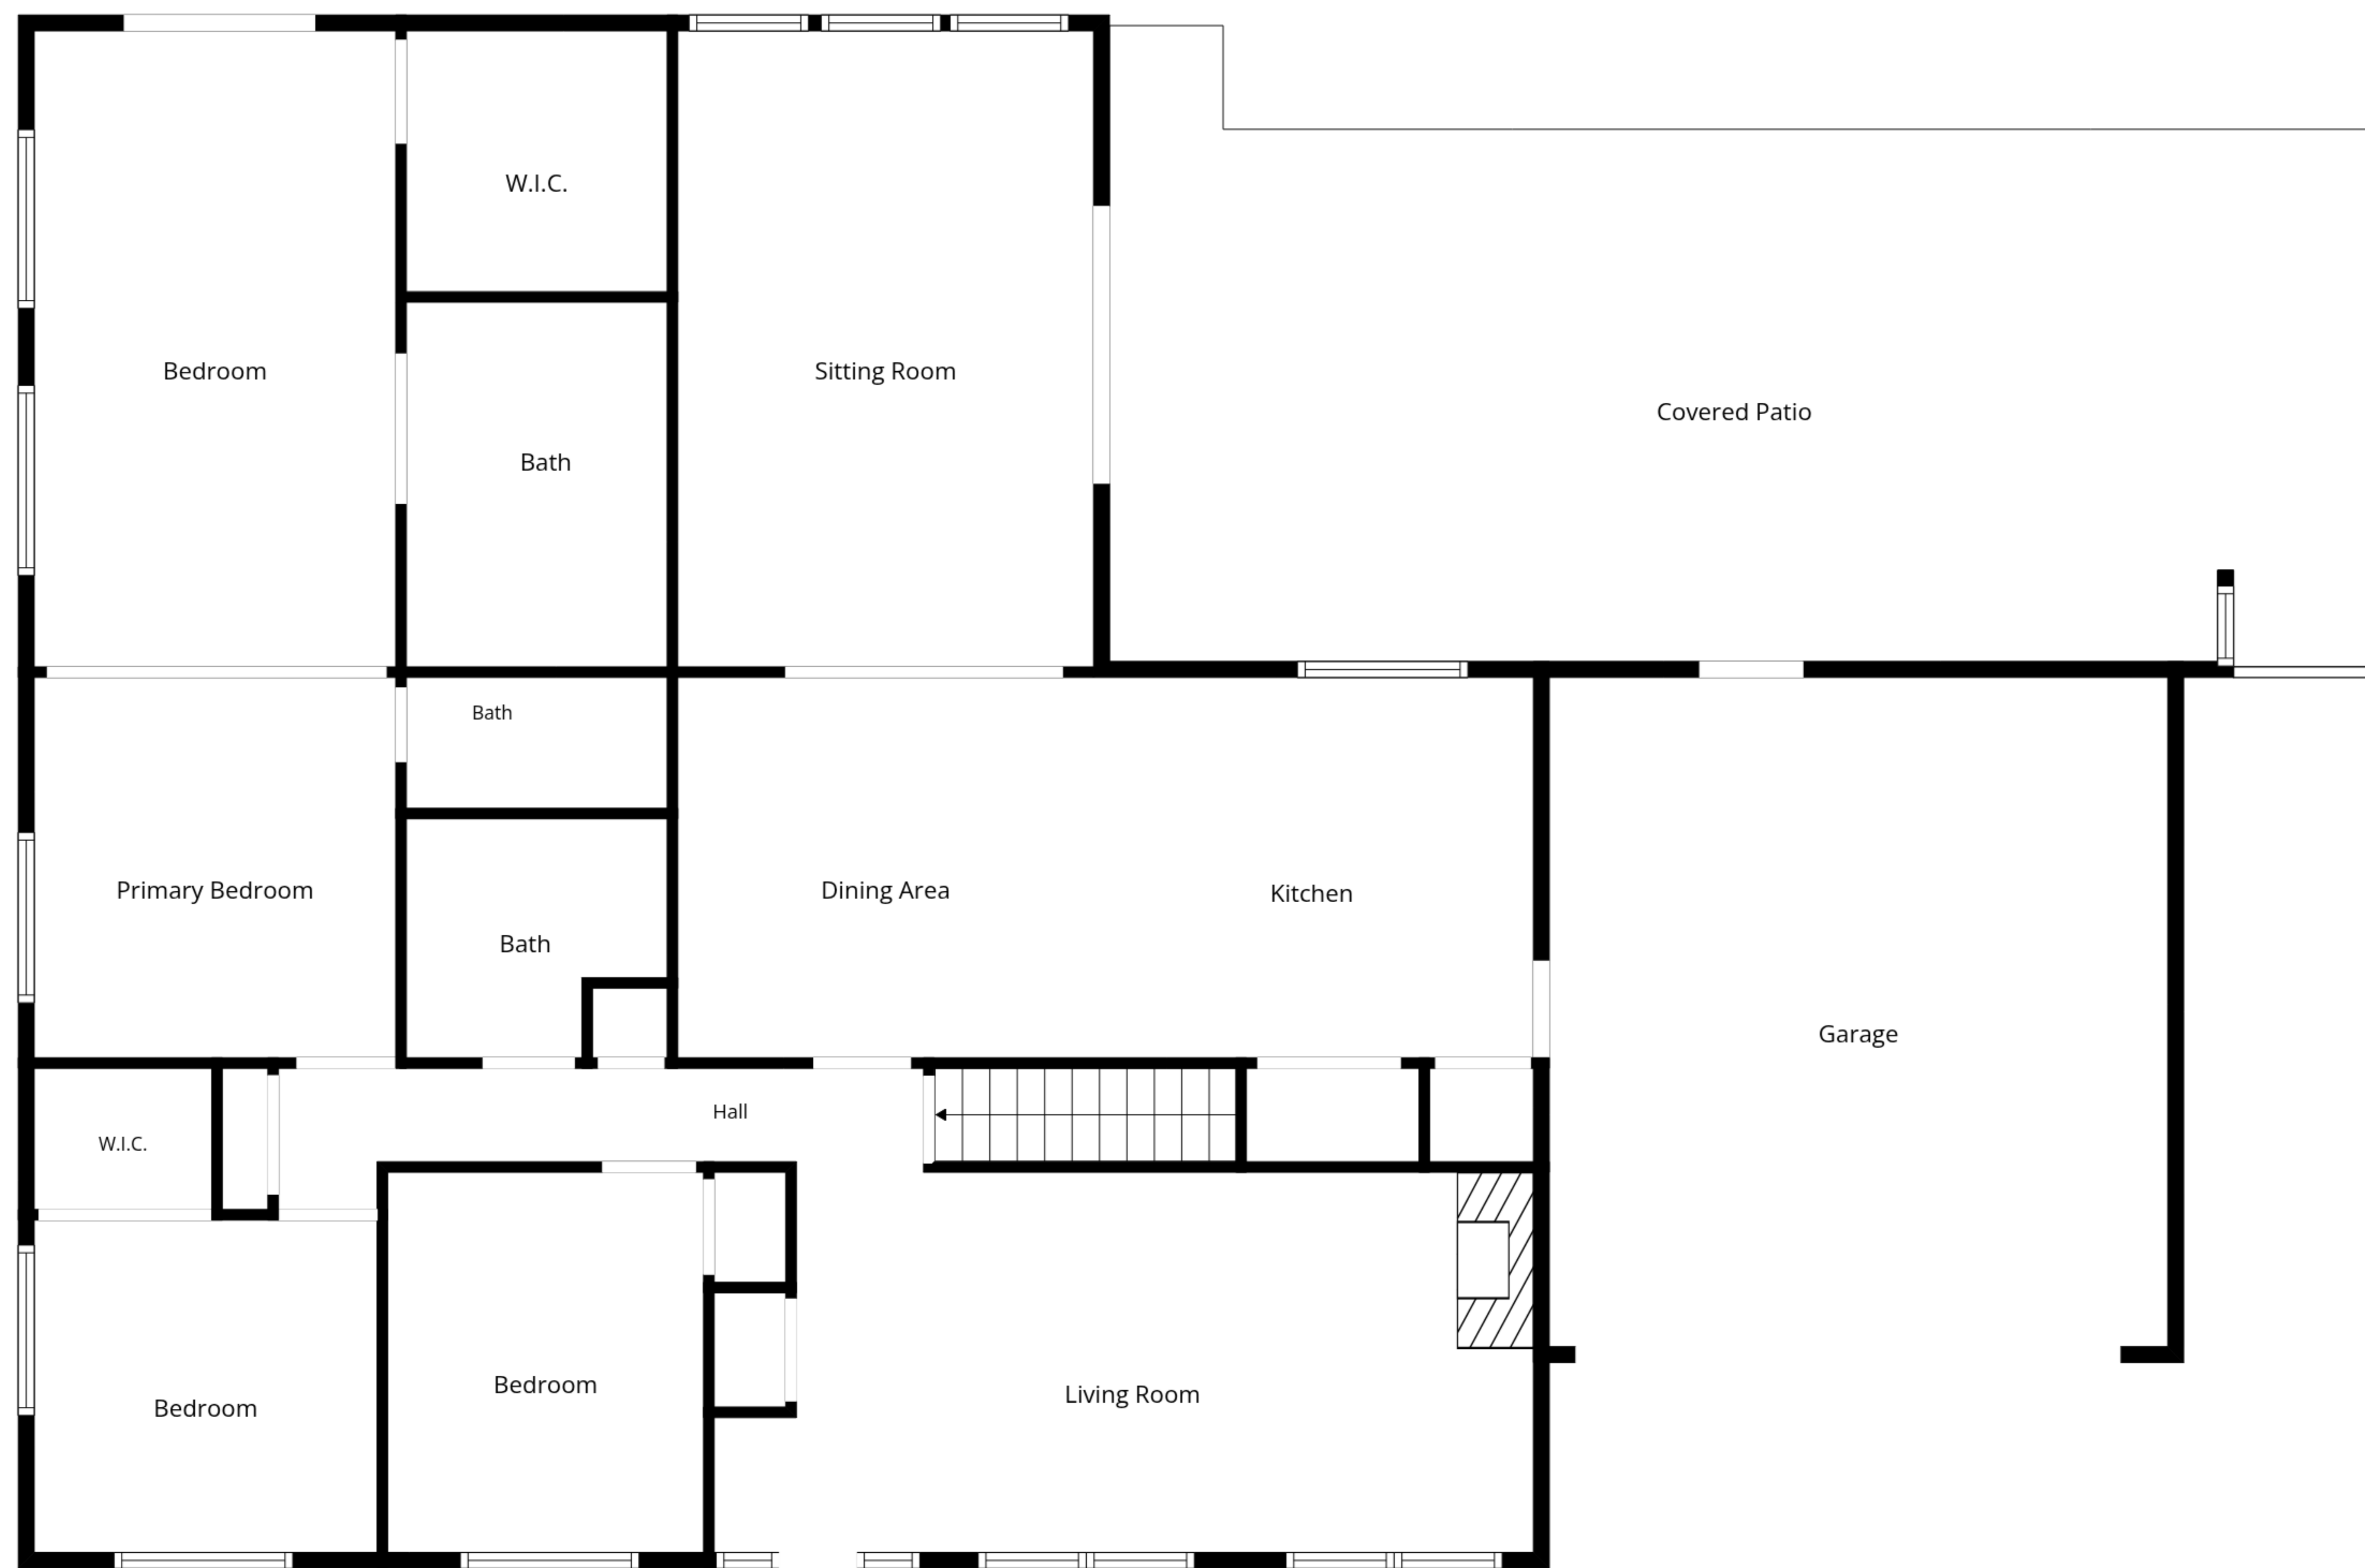 W.I.C.
Bedroom
Sitting Room
Covered Patio
Bath
Bath
Primary Bedroom
Dining Area
Kitchen
Bath
Garage
Hall
W.I.C.
Bedroom
Living Room
Bedroom